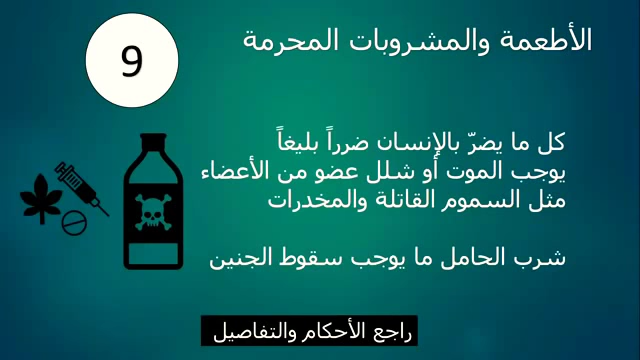 9
الأطعمة والمشروبات المحرمة
كل ما يضرّ بالإنسان ضرراً بليغاً
يوجب الموت أو شلل عضو من الأعضاء
مثل السموم القاتلة والمخدرات
شرب الحامل ما يوجب سقوط الجنين
راجع الأحكام والتفاصيل